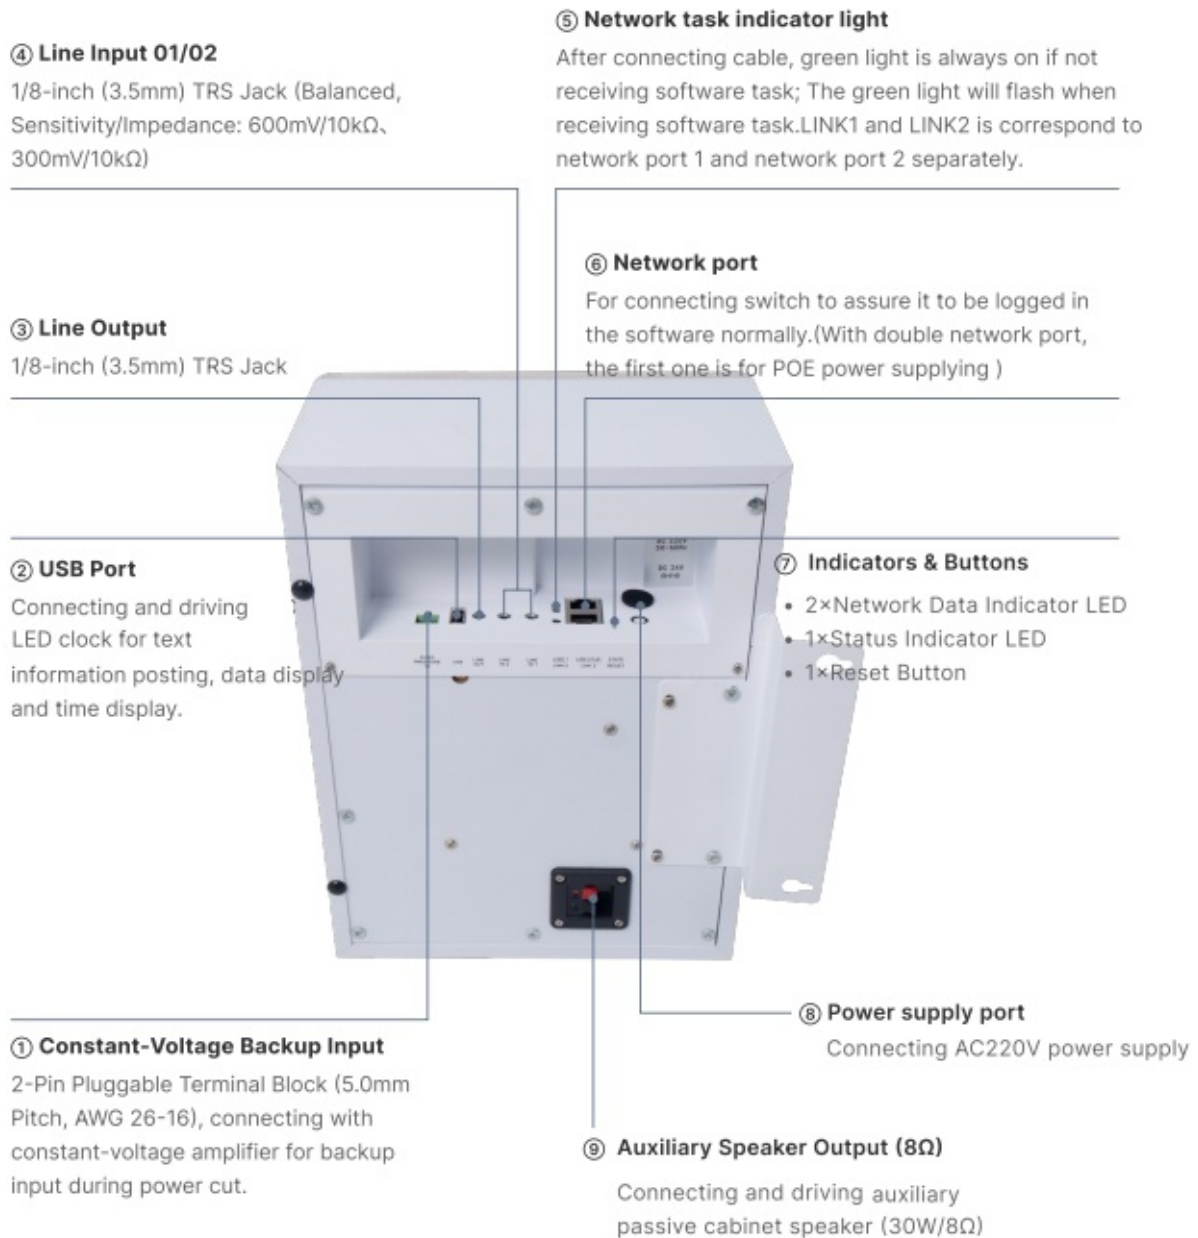 ④ Line Input 01/02
1/8-inch (3.5mm) TRS Jack (Balanced,
Sensitivity/Impedance: 600mV/10kΩ、
300mV/10kΩ)
⑤ Network task indicator light
After connecting cable, green light is always on if not
receiving software task; The green light will flash when
receiving software task.LINK1 and LINK2 is correspond to
network port 1 and network port 2 separately.
⑥ Network port
For connecting switch to assure it to be logged in
the software normally.(With double network port,
the first one is for POE power supplying )
③ Line Output
1/8-inch (3.5mm) TRS Jack
② USB Port
Connecting and driving
LED clock for text
information posting, data display
and time display.
⑦ Indicators & Buttons
• 2×Network Data Indicator LED
• 1×Status Indicator LED
• 1×Reset Button
DC 24V
① Constant-Voltage Backup Input
2-Pin Pluggable Terminal Block (5.0mm
Pitch, AWG 26-16), connecting with
constant-voltage amplifier for backup
input during power cut.
⑧ Power supply port
Connecting AC220V power supply
⑨ Auxiliary Speaker Output (8Ω)
Connecting and driving auxiliary
passive cabinet speaker (30W/8Ω)